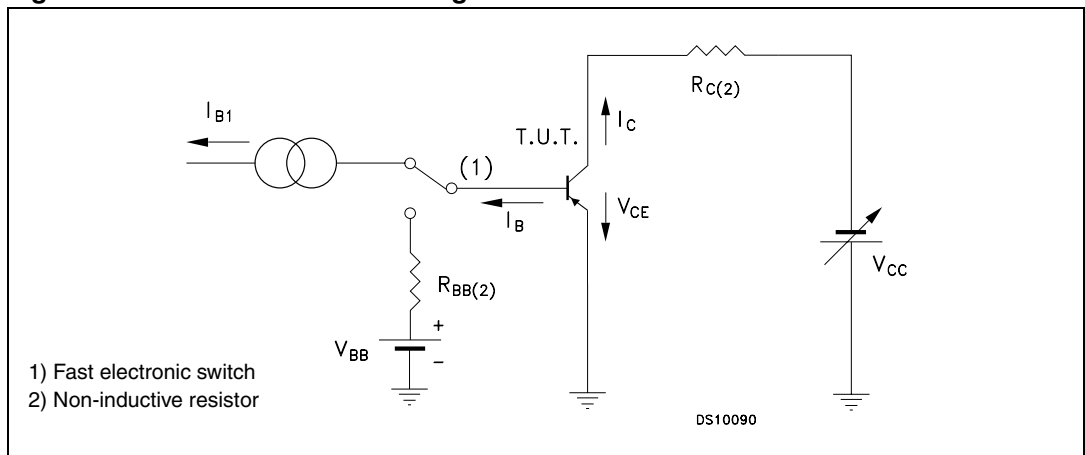 I_B1
R_C(2)
I_C
T.U.T.
(1)
V_CE
I_B
V_CC
R_BB(2)
+
V_BB
−
1) Fast electronic switch
2) Non-inductive resistor
DS10090